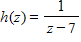 h(z) = 1/(z − 7)